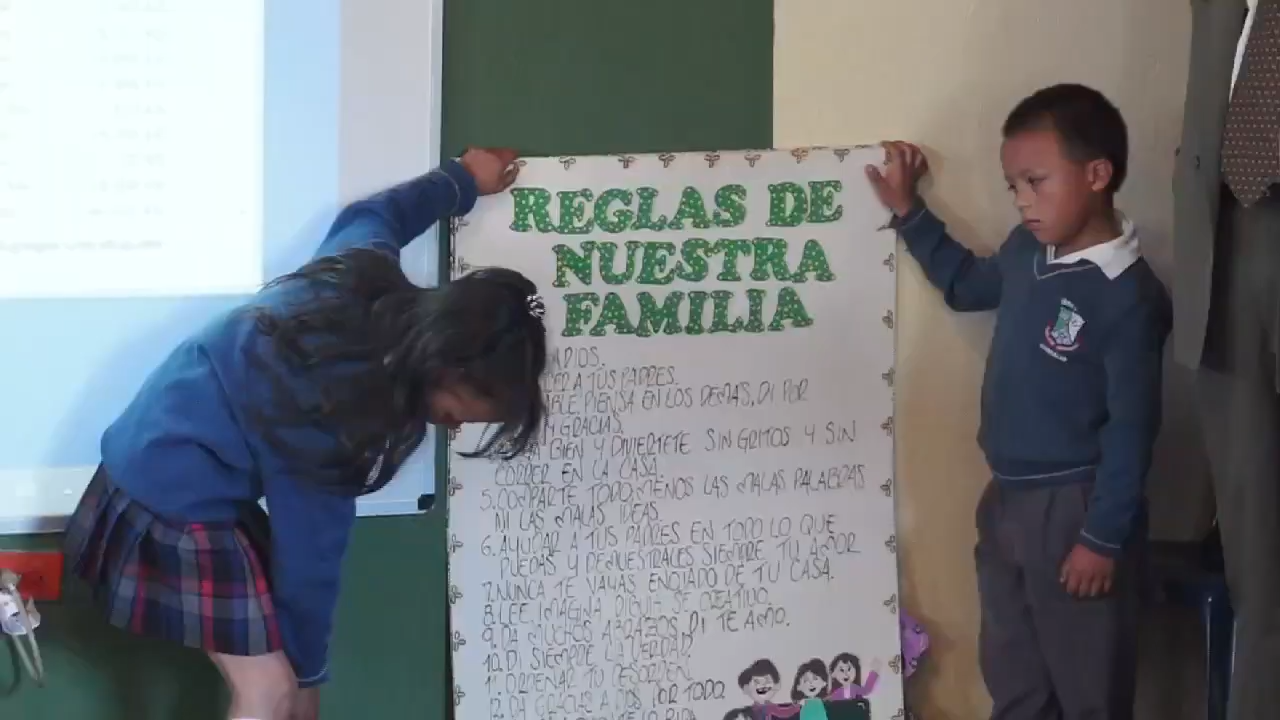 REGLAS DE
NUESTRA
FAMILIA
A DIOS.
A TUS PADRES.
PIENSA EN LOS DEMAS, DI POR
Y GRACIAS.
BIEN Y DIVIERTETE SIN GRITOS Y SIN
CORRER EN LA CASA.
5. COMPARTE TODO, MENOS LAS MALAS PALABRAS
NI LAS MALAS IDEAS.
6. AYUDAR A TUS PADRES EN TODO LO QUE
PUEDAS Y DEMUESTRALES SIEMPRE TU AMOR
7. NUNCA TE VAYAS ENOJADO DE TU CASA.
8. LEE, IMAGINA, DIBUJA, SE CREATIVO.
9. DA MUCHOS ABRAZOS, DI TE AMO.
10. DI SIEMPRE LA VERDAD
11. ORDENAR TU DESORDEN.
12. DA GRACIAS A DIOS POR TODO